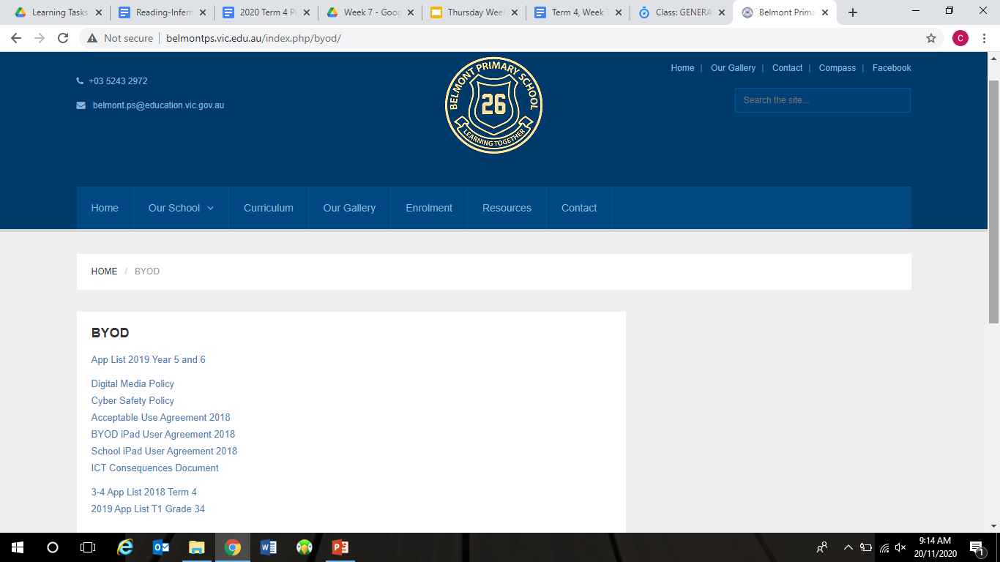 Learning Tasks
Reading-Inferr
2020 Term 4 Pl
Week 7 - Goog
Thursday Wee
Term 4, Week 7
Class: GENERA
Belmont Prima
Not secure
belmontps.vic.edu.au/index.php/byod/
C
+03 5243 2972
belmont.ps@education.vic.gov.au
BELMONT PRIMARY SCHOOL
26
LEARNING TOGETHER
Home | Our Gallery | Contact | Compass | Facebook
Search the site...
Home
Our School
Curriculum
Our Gallery
Enrolment
Resources
Contact
HOME / BYOD
BYOD
App List 2019 Year 5 and 6
Digital Media Policy
Cyber Safety Policy
Acceptable Use Agreement 2018
BYOD iPad User Agreement 2018
School iPad User Agreement 2018
ICT Consequences Document
3-4 App List 2018 Term 4
2019 App List T1 Grade 34
9:14 AM
20/11/2020
1